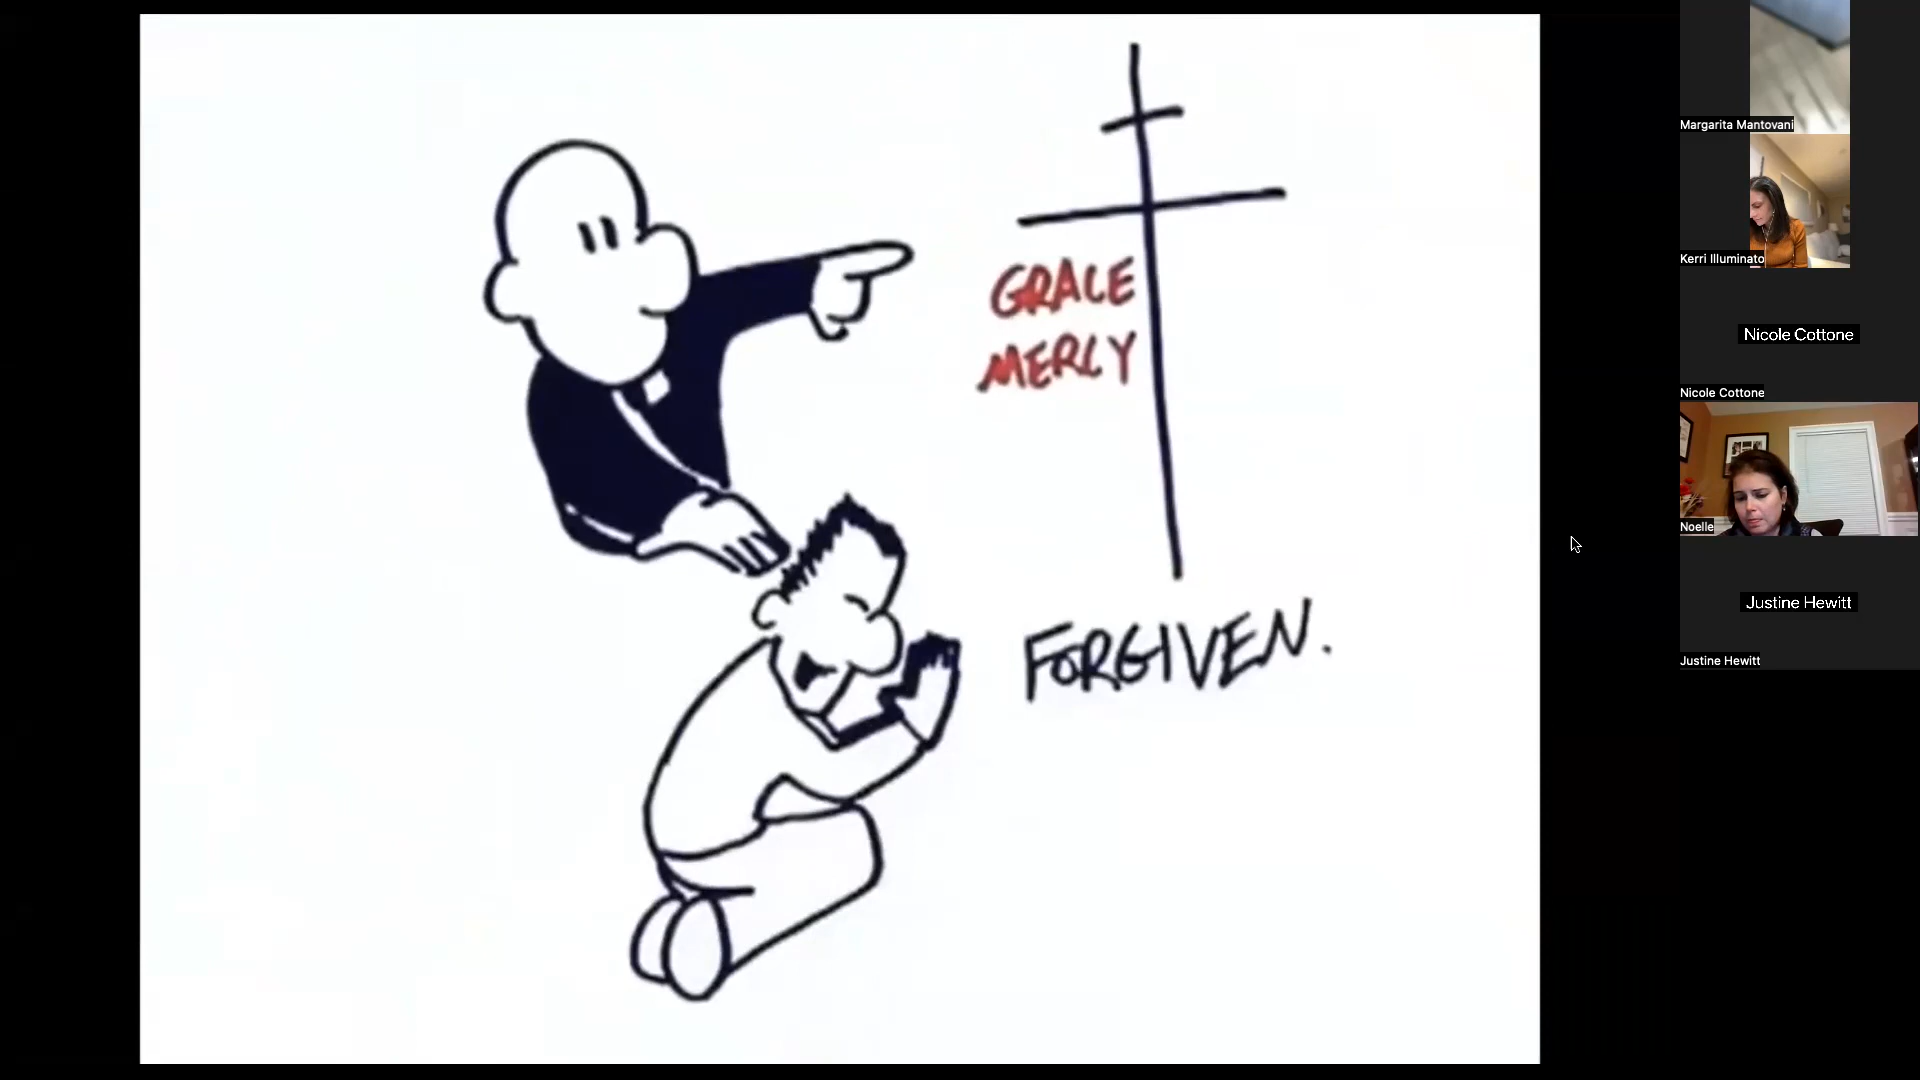 GRACE
MERCY
FORGIVEN.
Margarita Mantovani
Kerri Illuminato
Nicole Cottone
Nicole Cottone
Noelle
Justine Hewitt
Justine Hewitt